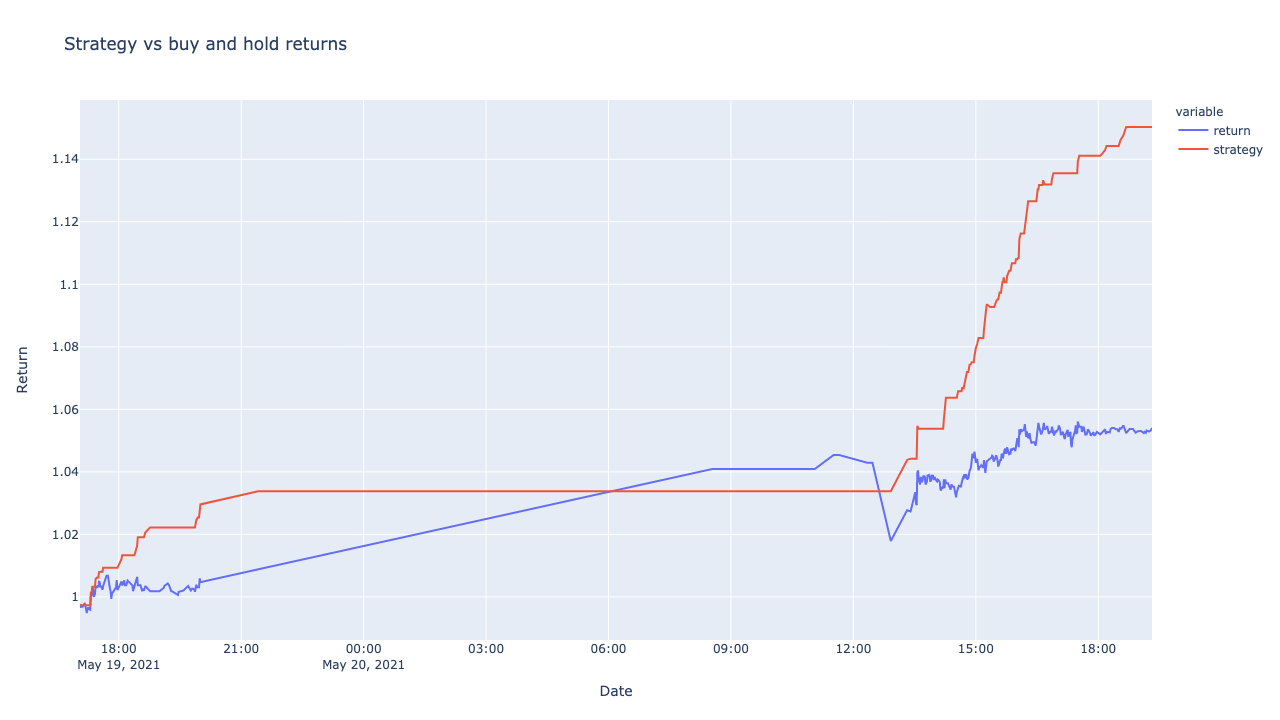 Strategy vs buy and hold returns
variable
return
strategy
1.14
1.12
1.1
1.08
1.06
1.04
1.02
1
Return
18:00 21:00 00:00 03:00 06:00 09:00 12:00 15:00 18:00
May 19, 2021 May 20, 2021
Date